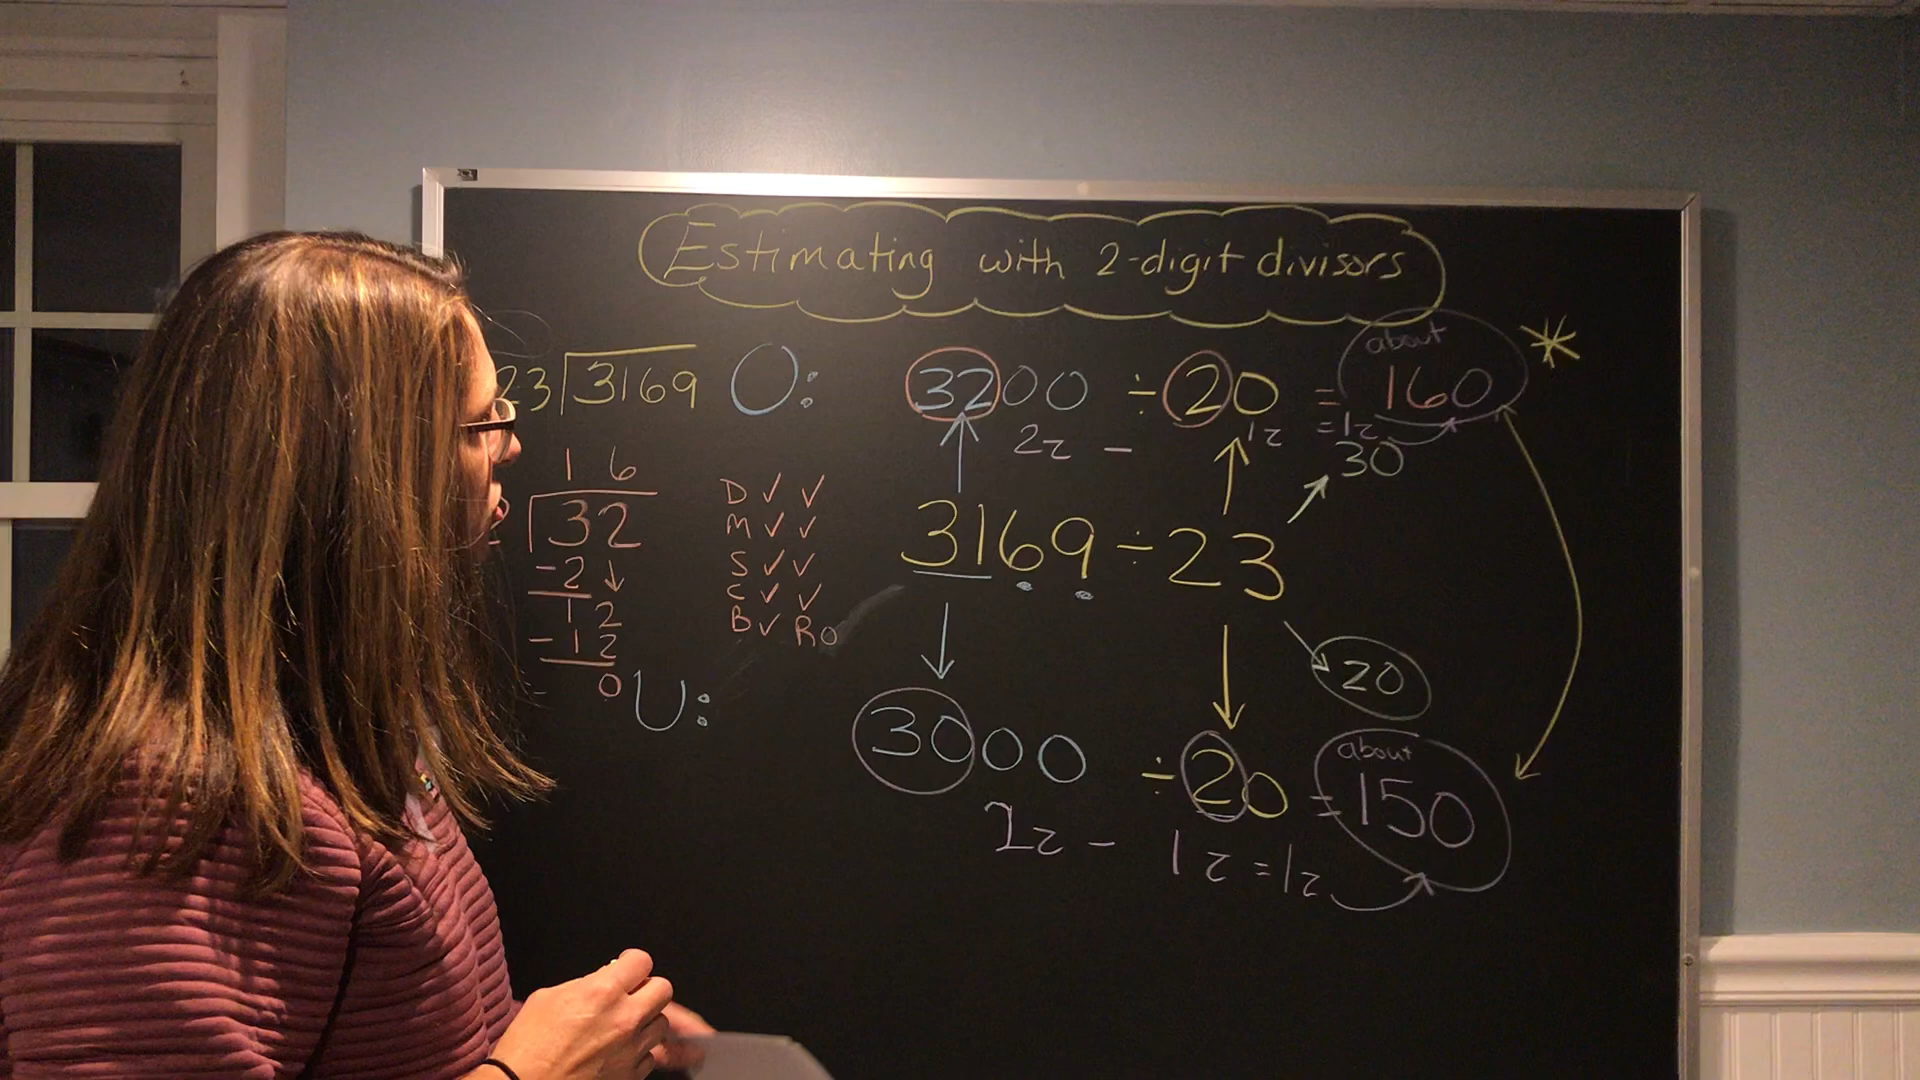 Estimating with 2-digit divisors
23 3169 O: 3200 ÷ 20 = about 160
2z - 1z = 1z
30
16
32
-2
12
-12
0
D ✓ ✓
M ✓ ✓
S ✓ ✓
C ✓ ✓
B ✓ R0
3169 ÷ 23
20
U: 3000 ÷ 20 = about 150
2z - 1z = 1z